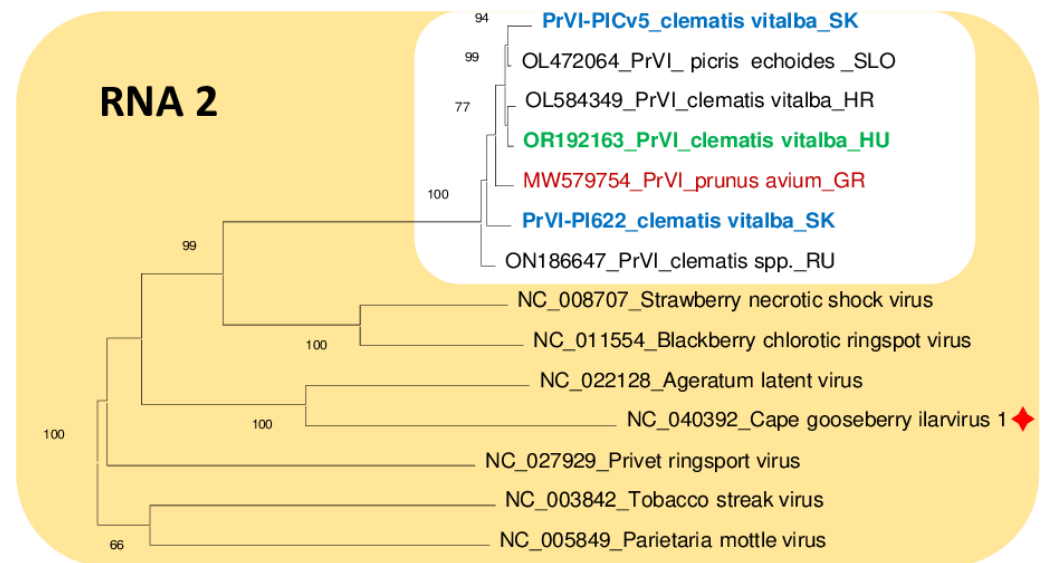 94
PrVI-PICv5_clematis vitalba_SK
99
OL472064_PrVI_ picris echoides _SLO
RNA 2
77
OL584349_PrVI_clematis vitalba_HR
OR192163_PrVI_clematis vitalba_HU
MW579754_PrVI_prunus avium_GR
100
PrVI-PI622_clematis vitalba_SK
99
ON186647_PrVI_clematis spp._RU
NC_008707_Strawberry necrotic shock virus
100
NC_011554_Blackberry chlorotic ringspot virus
NC_022128_Ageratum latent virus
100
NC_040392_Cape gooseberry ilarvirus 1
100
NC_027929_Privet ringsport virus
NC_003842_Tobacco streak virus
66
NC_005849_Parietaria mottle virus